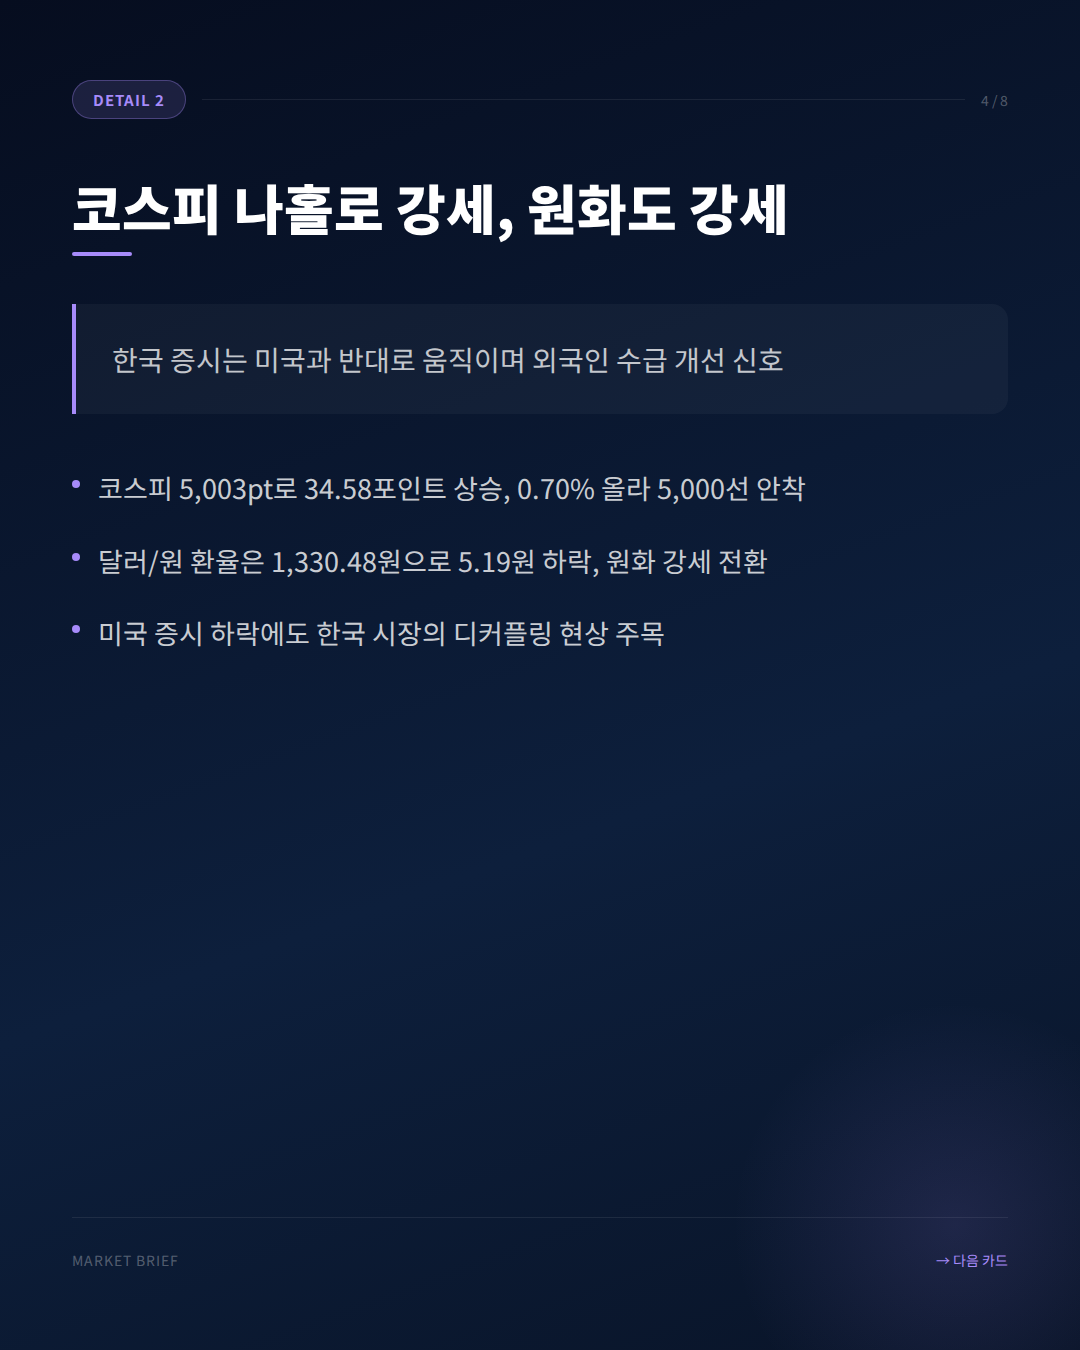 DETAIL 2
4 / 8
코스피 나홀로 강세, 원화도 강세
한국 증시는 미국과 반대로 움직이며 외국인 수급 개선 신호
코스피 5,003pt로 34.58포인트 상승, 0.70% 올라 5,000선 안착
달러/원 환율은 1,330.48원으로 5.19원 하락, 원화 강세 전환
미국 증시 하락에도 한국 시장의 디커플링 현상 주목
MARKET BRIEF
→ 다음 카드